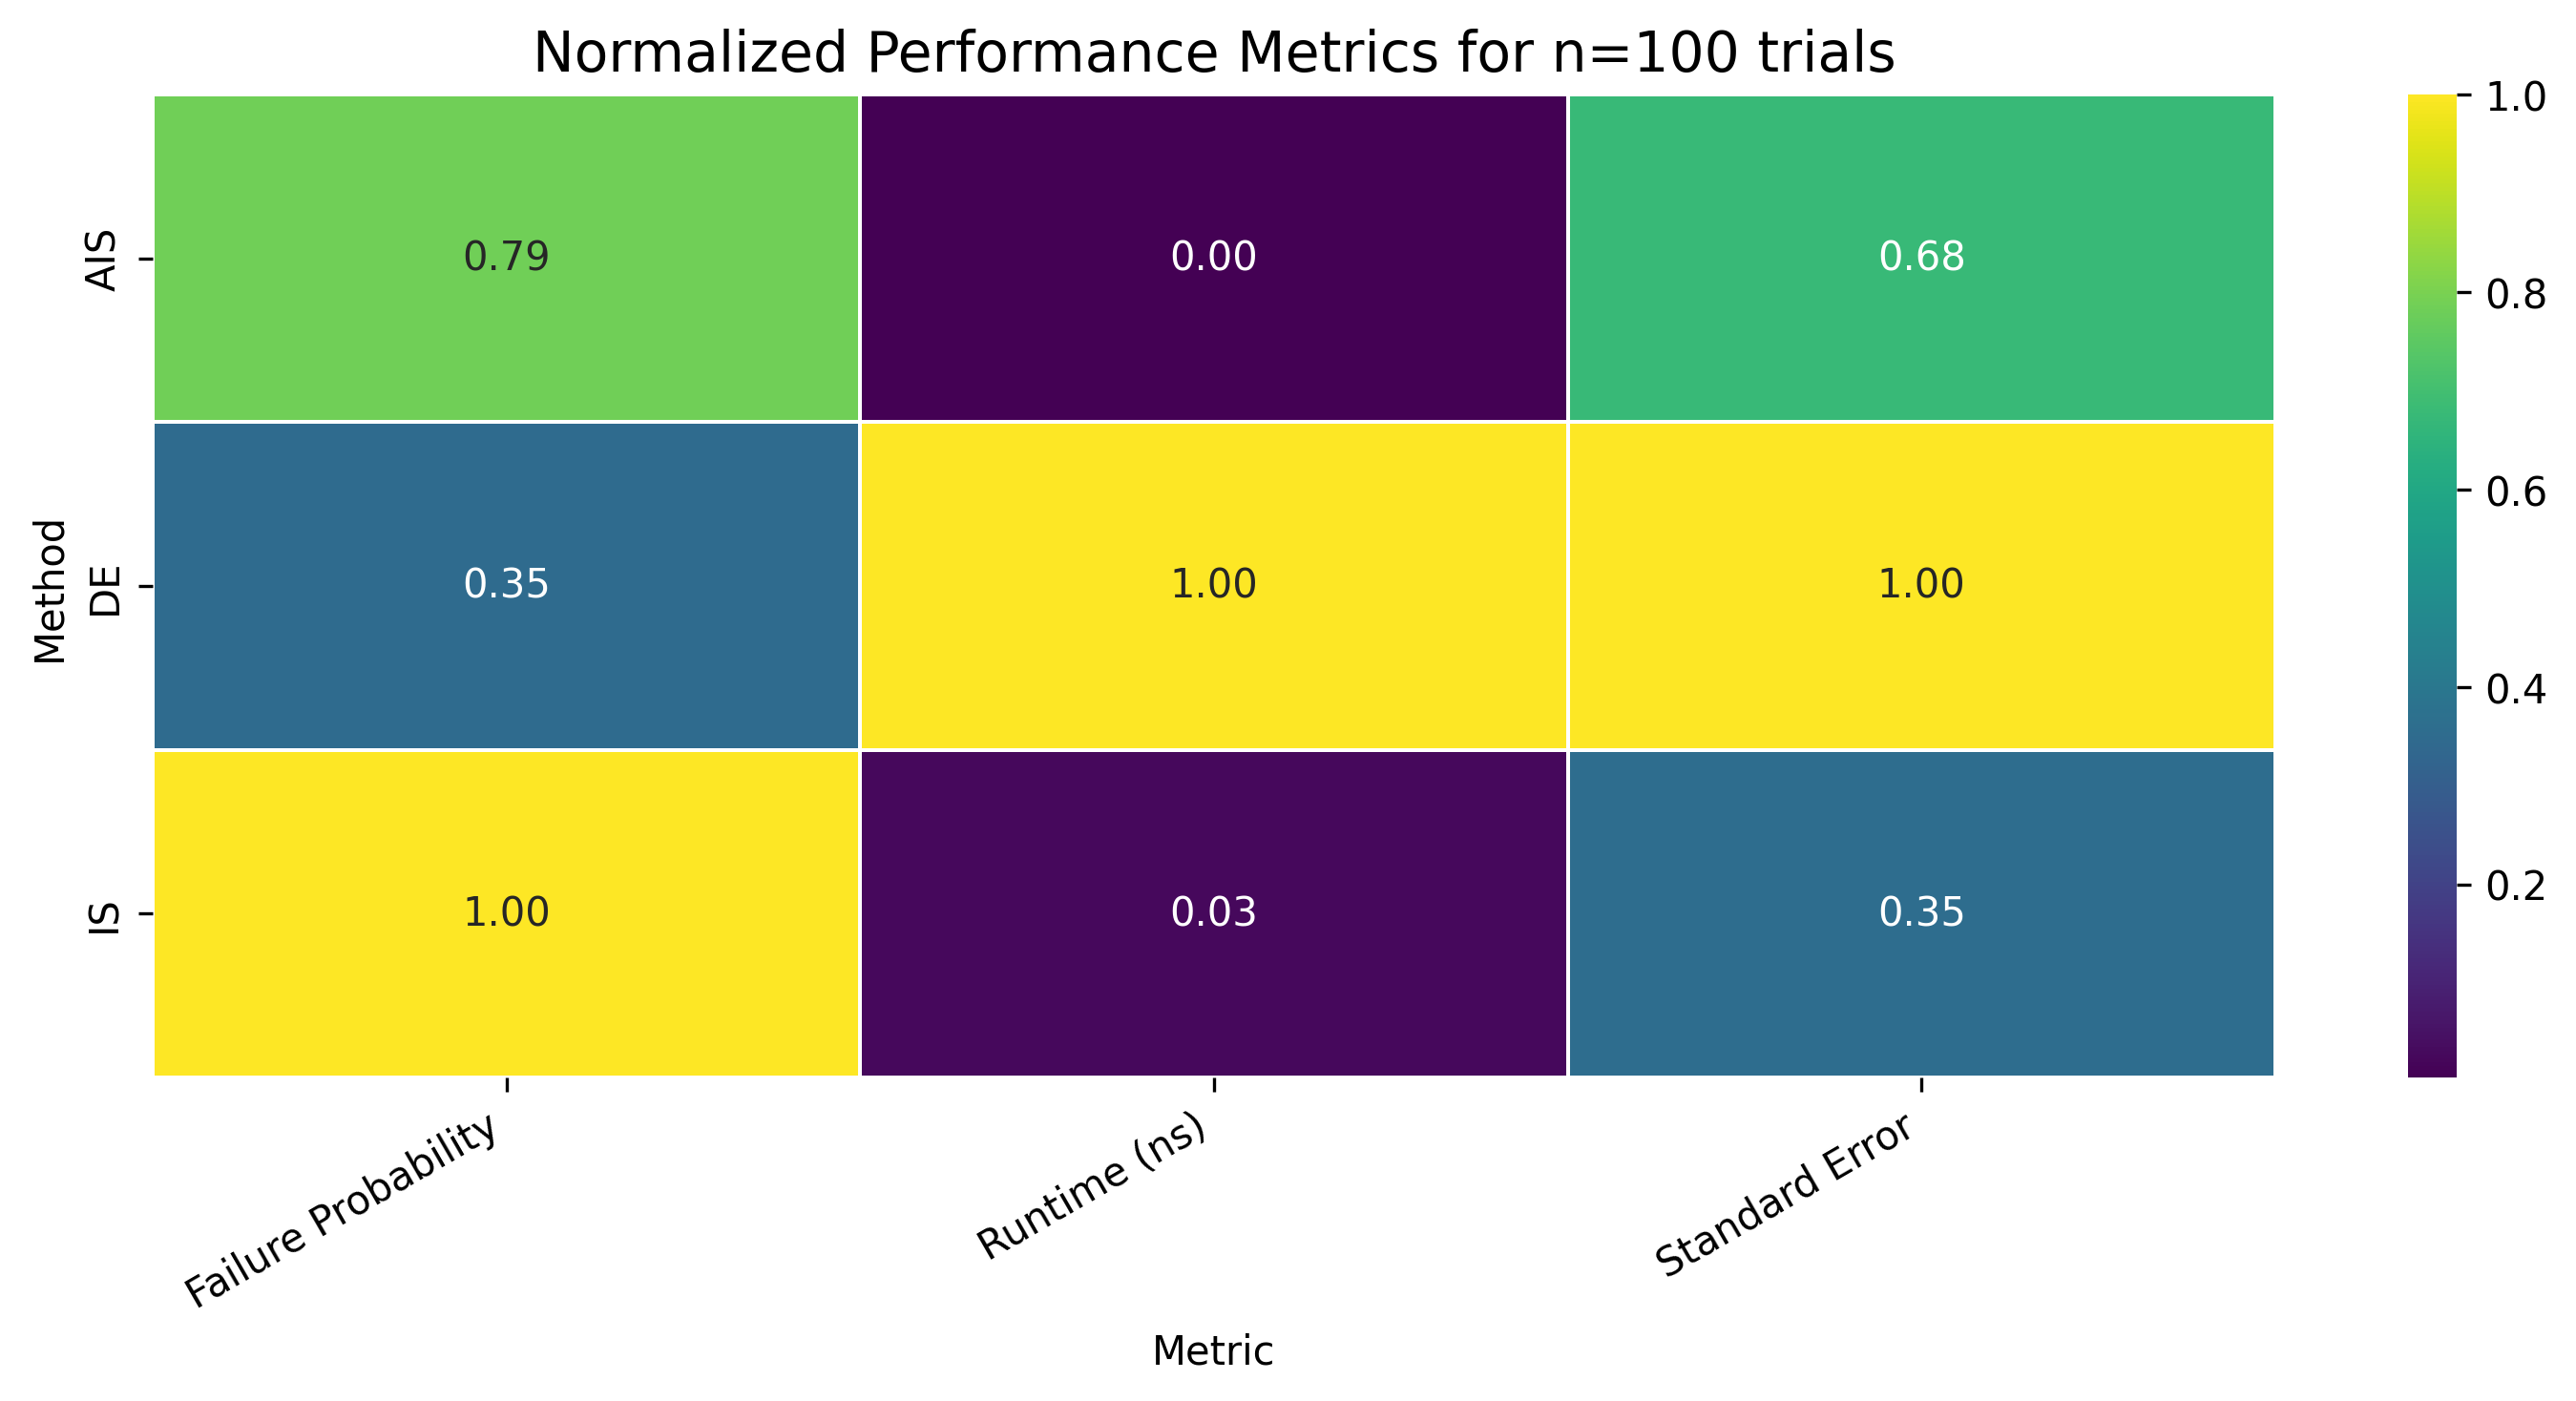 Normalized Performance Metrics for n=100 trials
Method
AIS
0.79
0.00
0.68
DE
0.35
1.00
1.00
IS
1.00
0.03
0.35
Failure Probability
Runtime (ns)
Standard Error
Metric
1.0
0.8
0.6
0.4
0.2